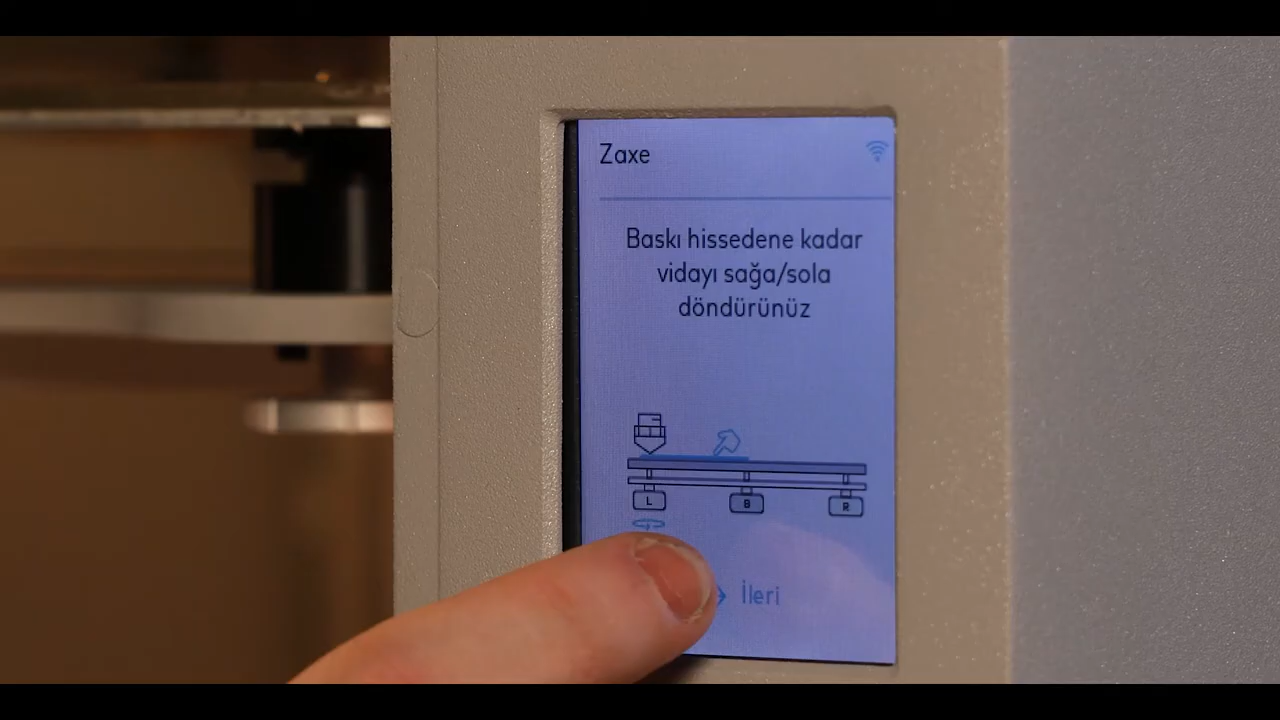 Zaxe
Baskı hissedene kadar
vidayı sağa/sola
döndürünüz
L
B
R
İleri